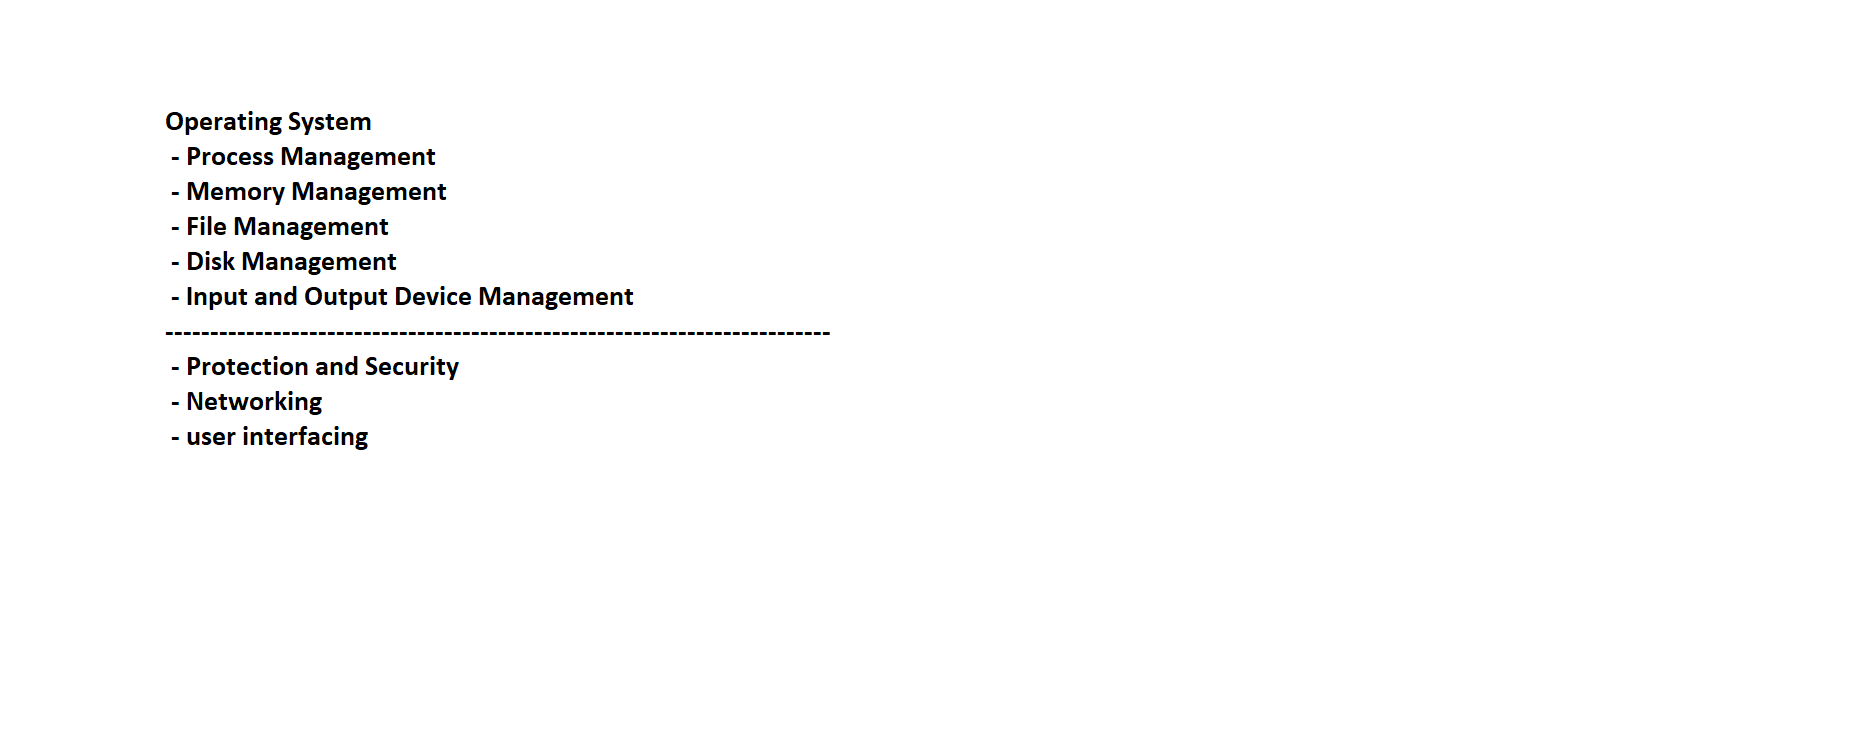 Operating System
- Process Management
- Memory Management
- File Management
- Disk Management
- Input and Output Device Management
--------------------------------------------------------------------------
- Protection and Security
- Networking
- user interfacing